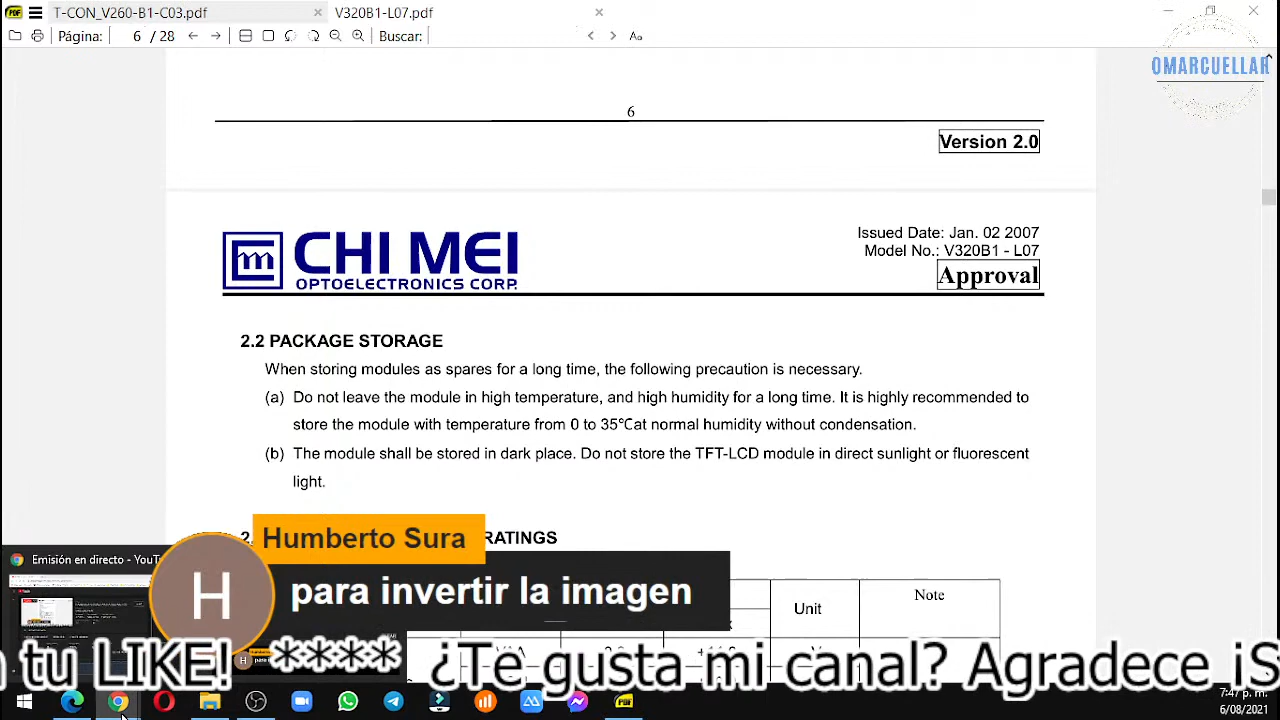 T-CON_V260-B1-C03.pdf
V320B1-L07.pdf
Página: 6 / 28
Buscar:
Aa
OMARCUELLAR
6
Version 2.0
CHI MEI
OPTOELECTRONICS CORP.
Issued Date: Jan. 02 2007
Model No.: V320B1 - L07
Approval
2.2 PACKAGE STORAGE
When storing modules as spares for a long time, the following precaution is necessary.
(a) Do not leave the module in high temperature, and high humidity for a long time. It is highly recommended to
store the module with temperature from 0 to 35℃at normal humidity without condensation.
(b) The module shall be stored in dark place. Do not store the TFT-LCD module in direct sunlight or fluorescent
light.
RATINGS
Humberto Sura
Emisión en directo - YouT
H
para invertir la imagen
Unit
Note
tu LIKE! **** ¿Te gusta mi canal? Agradece ¡S
7:47 p. m.
6/08/2021